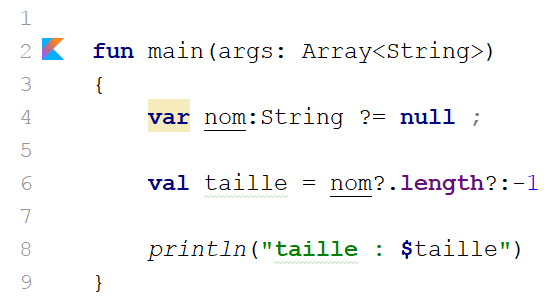 1
2 fun main(args: Array<String>)
3 {
4 var nom:String ?= null ;
5
6 val taille = nom?.length?:-1
7
8 println("taille : $taille")
9 }